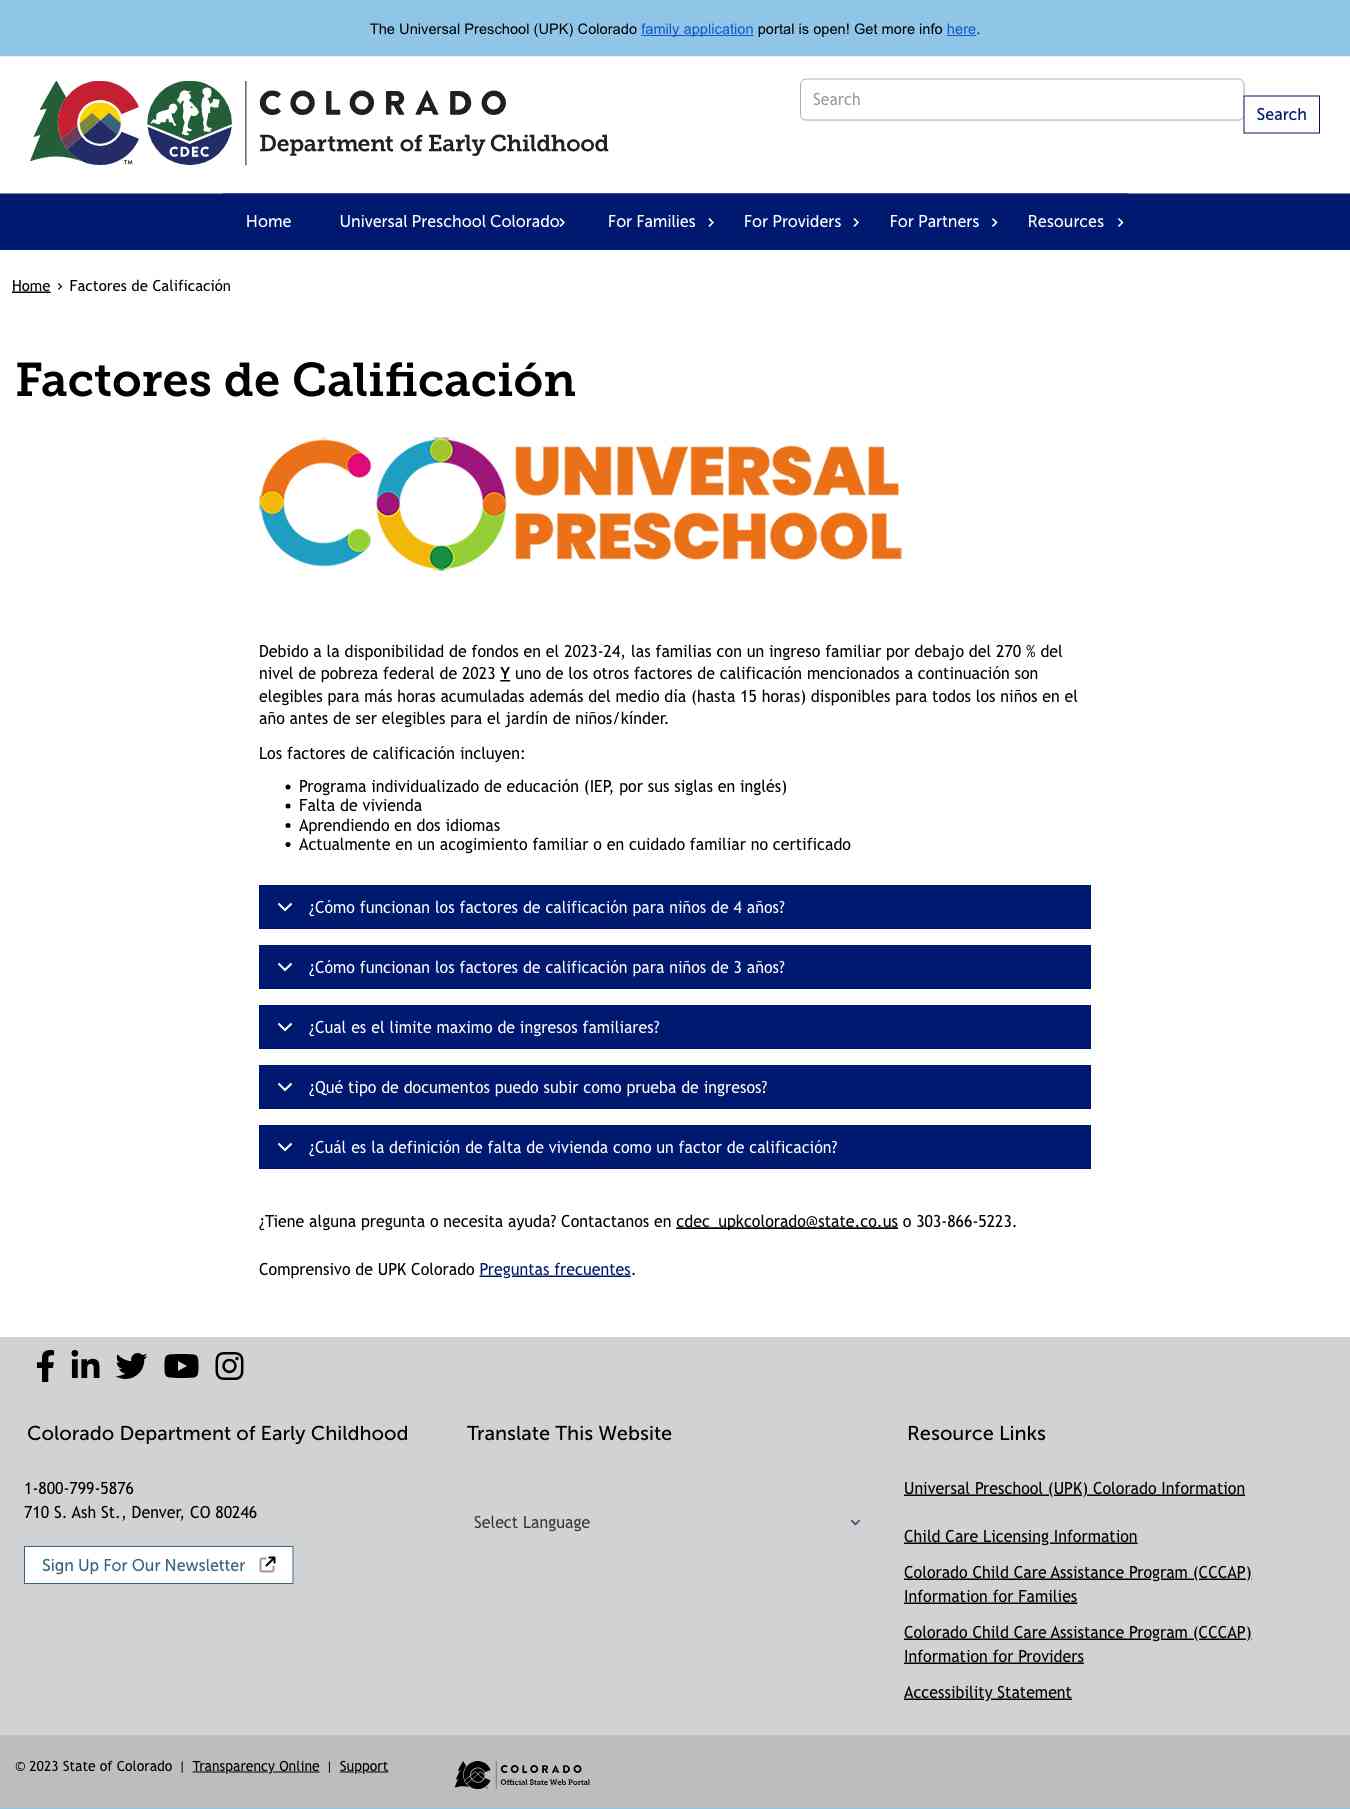 The Universal Preschool (UPK) Colorado family application portal is open! Get more info here.
COLORADO
Department of Early Childhood
CDEC
TM
Search
Search
Home
Universal Preschool Colorado
For Families
For Providers
For Partners
Resources
Home › Factores de Calificación
Factores de Calificación
CO UNIVERSAL
PRESCHOOL
Debido a la disponibilidad de fondos en el 2023-24, las familias con un ingreso familiar por debajo del 270 % del
nivel de pobreza federal de 2023 Y uno de los otros factores de calificación mencionados a continuación son
elegibles para más horas acumuladas además del medio día (hasta 15 horas) disponibles para todos los niños en el
año antes de ser elegibles para el jardín de niños/kínder.
Los factores de calificación incluyen:
• Programa individualizado de educación (IEP, por sus siglas en inglés)
• Falta de vivienda
• Aprendiendo en dos idiomas
• Actualmente en un acogimiento familiar o en cuidado familiar no certificado
¿Cómo funcionan los factores de calificación para niños de 4 años?
¿Cómo funcionan los factores de calificación para niños de 3 años?
¿Cual es el limite maximo de ingresos familiares?
¿Qué tipo de documentos puedo subir como prueba de ingresos?
¿Cuál es la definición de falta de vivienda como un factor de calificación?
¿Tiene alguna pregunta o necesita ayuda? Contactanos en cdec_upkcolorado@state.co.us o 303-866-5223.
Comprensivo de UPK Colorado Preguntas frecuentes.
Colorado Department of Early Childhood
1-800-799-5876
710 S. Ash St., Denver, CO 80246
Sign Up For Our Newsletter
Translate This Website
Select Language
Resource Links
Universal Preschool (UPK) Colorado Information
Child Care Licensing Information
Colorado Child Care Assistance Program (CCCAP)
Information for Families
Colorado Child Care Assistance Program (CCCAP)
Information for Providers
Accessibility Statement
© 2023 State of Colorado | Transparency Online | Support
COLORADO
Official State Web Portal